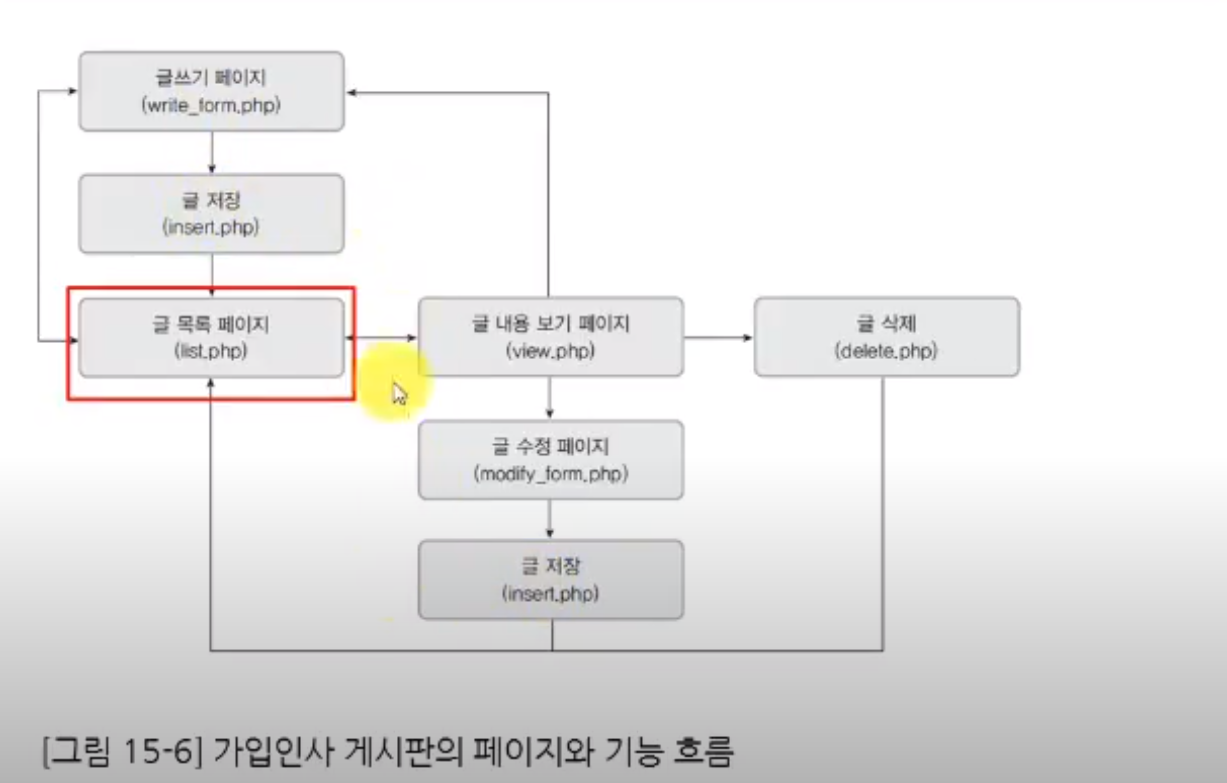 글쓰기 페이지
(write_form.php)
글 저장
(insert.php)
글 목록 페이지
(list.php)
글 내용 보기 페이지
(view.php)
글 삭제
(delete.php)
글 수정 페이지
(modify_form.php)
글 저장
(insert.php)
[그림 15-6] 가입인사 게시판의 페이지와 기능 흐름